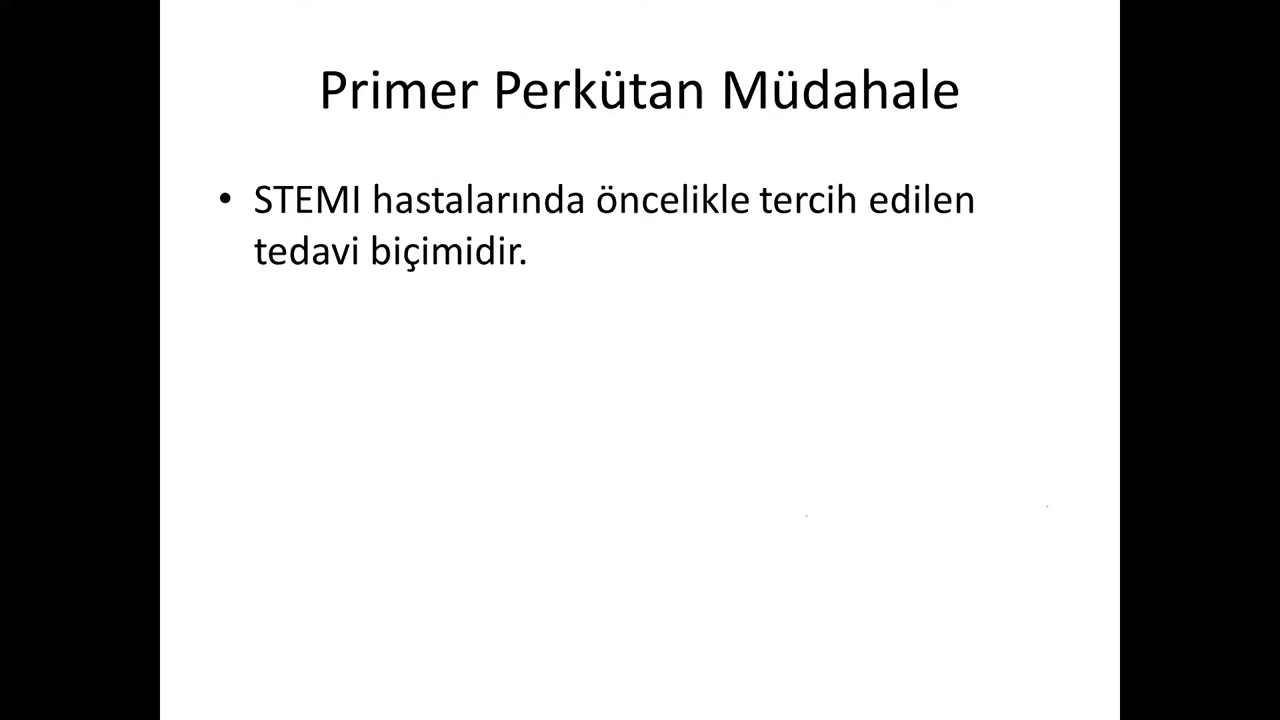 Primer Perkütan Müdahale
• STEMI hastalarında öncelikle tercih edilen
tedavi biçimidir.